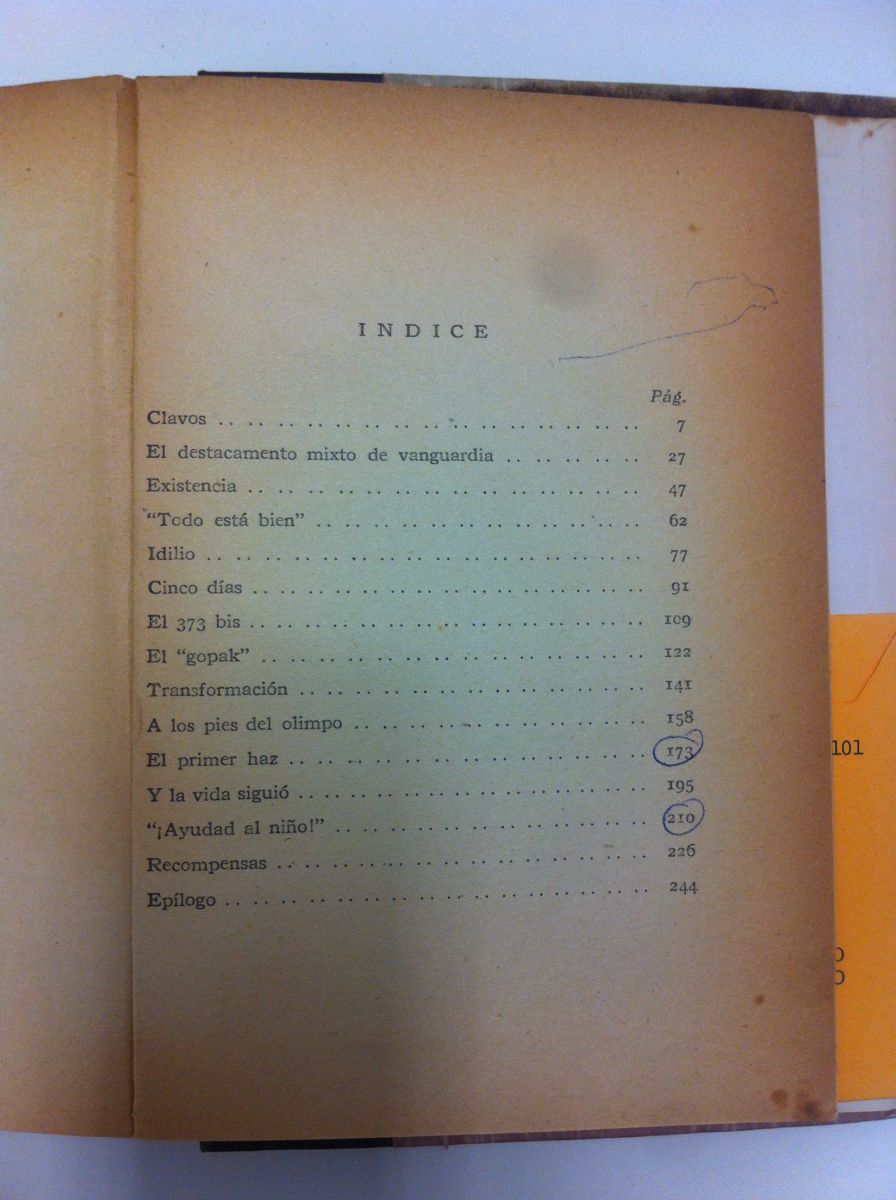 INDICE
Pág.
Clavos .. .. .. .. .. .. .. .. .. .. .. .. .. .. .. 7
El destacamento mixto de vanguardia .. .. .. .. .. 27
Existencia .. .. .. .. .. .. .. .. .. .. .. .. .. .. 47
"Todo está bien" .. .. .. .. .. .. .. .. .. .. .. .. 62
Idilio .. .. .. .. .. .. .. .. .. .. .. .. .. .. .. .. 77
Cinco días .. .. .. .. .. .. .. .. .. .. .. .. .. .. 91
El 373 bis .. .. .. .. .. .. .. .. .. .. .. .. .. .. 109
El "gopak" .. .. .. .. .. .. .. .. .. .. .. .. .. .. 122
Transformación .. .. .. .. .. .. .. .. .. .. .. .. 141
A los pies del olimpo .. .. .. .. .. .. .. .. .. .. 158
El primer haz .. .. .. .. .. .. .. .. .. .. .. .. .. 173
Y la vida siguió .. .. .. .. .. .. .. .. .. .. .. .. 195
"¡Ayudad al niño!" .. .. .. .. .. .. .. .. .. .. .. 210
Recompensas .. .. .. .. .. .. .. .. .. .. .. .. .. 226
Epílogo .. .. .. .. .. .. .. .. .. .. .. .. .. .. .. 244
101